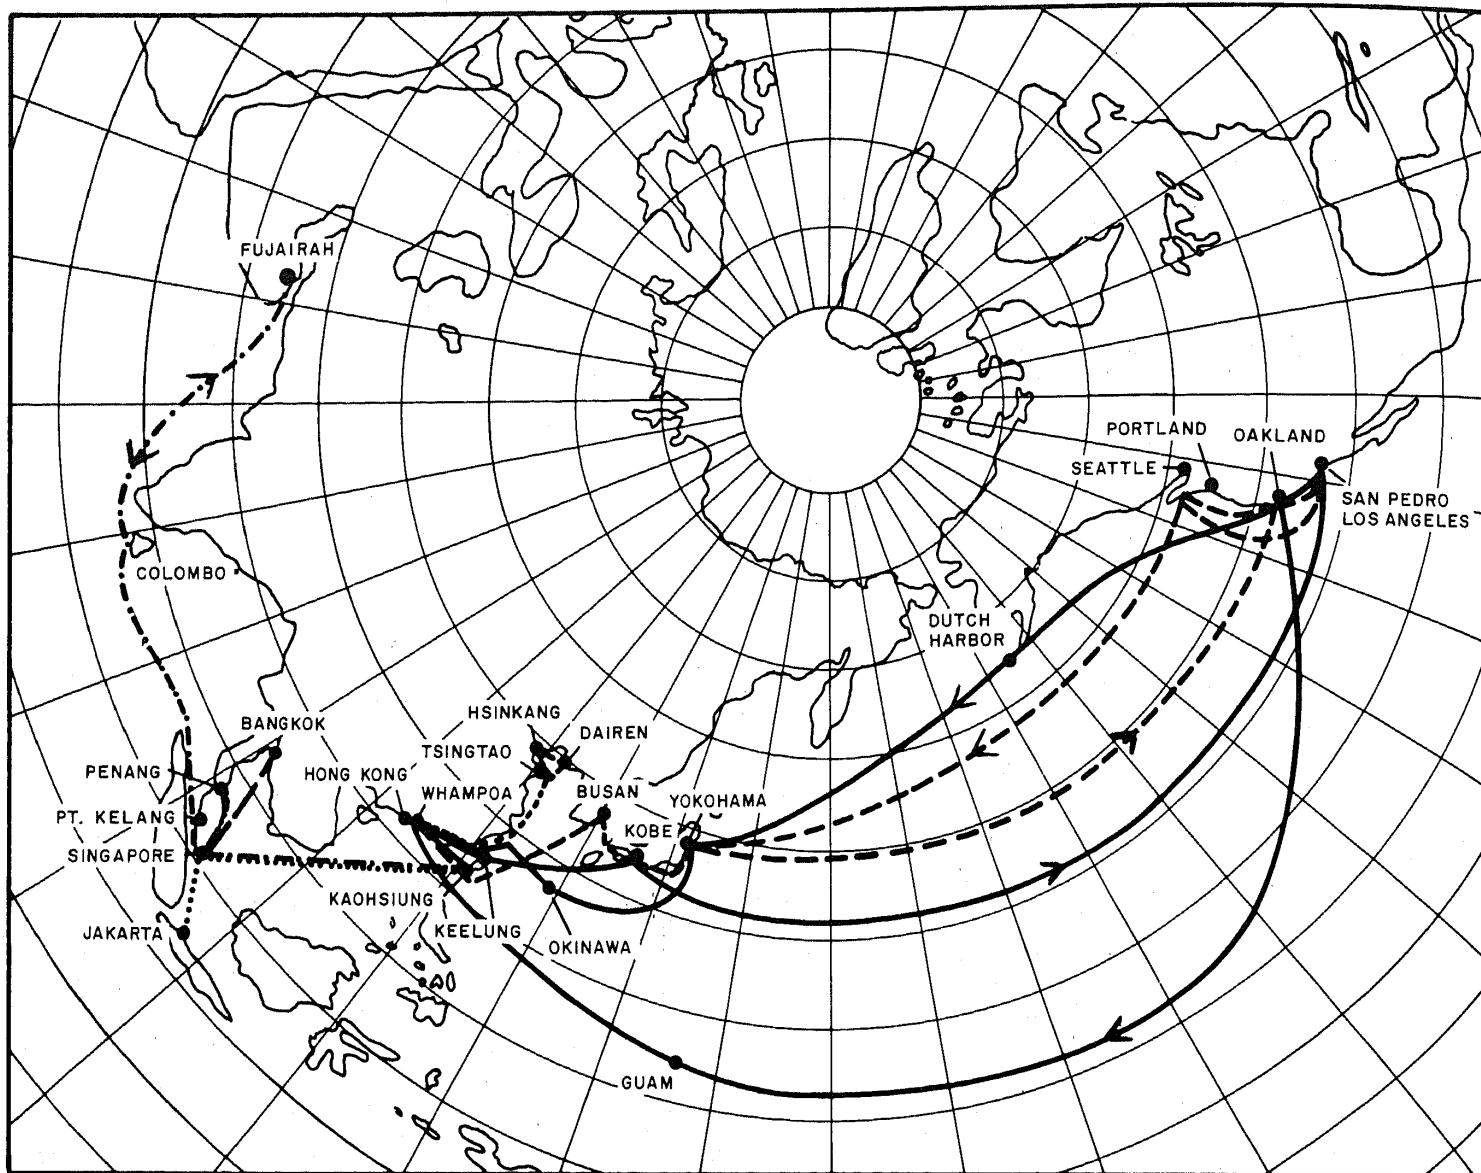 FUJAIRAH
PORTLAND
OAKLAND
SEATTLE
SAN PEDRO
LOS ANGELES
COLOMBO
DUTCH
HARBOR
BANGKOK
HSINKANG
DAIREN
TSINGTAO
PENANG
HONG KONG
WHAMPOA
BUSAN
YOKOHAMA
PT. KELANG
KOBE
SINGAPORE
KAOHSIUNG
JAKARTA
KEELUNG
OKINAWA
GUAM